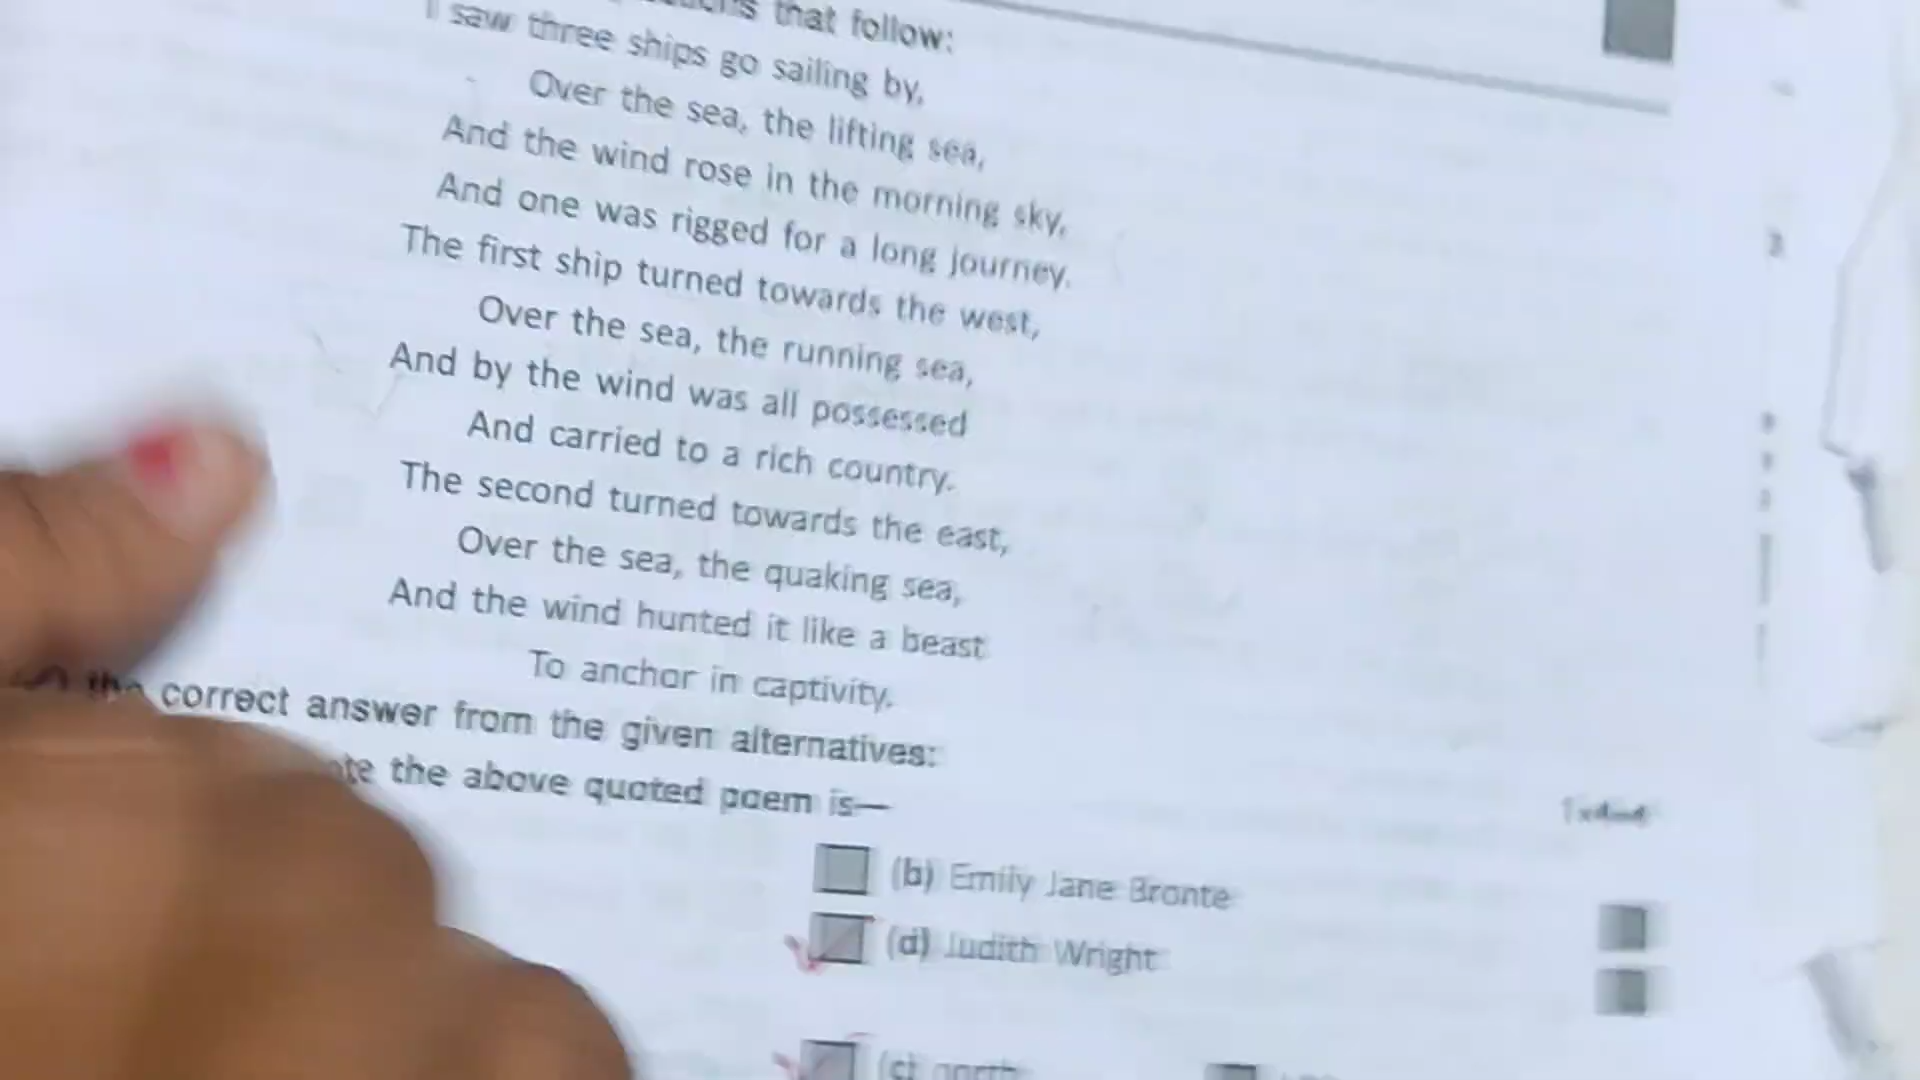 that follow:
I saw three ships go sailing by,
Over the sea, the lifting sea,
And the wind rose in the morning sky,
And one was rigged for a long journey.
The first ship turned towards the west,
Over the sea, the running sea,
And by the wind was all possessed
And carried to a rich country.
The second turned towards the east,
Over the sea, the quaking sea,
And the wind hunted it like a beast
To anchor in captivity.
the correct answer from the given alternatives:
the above quoted poem is—
1x4=4
(b) Emily Jane Bronte
(d) Judith Wright
(c) north